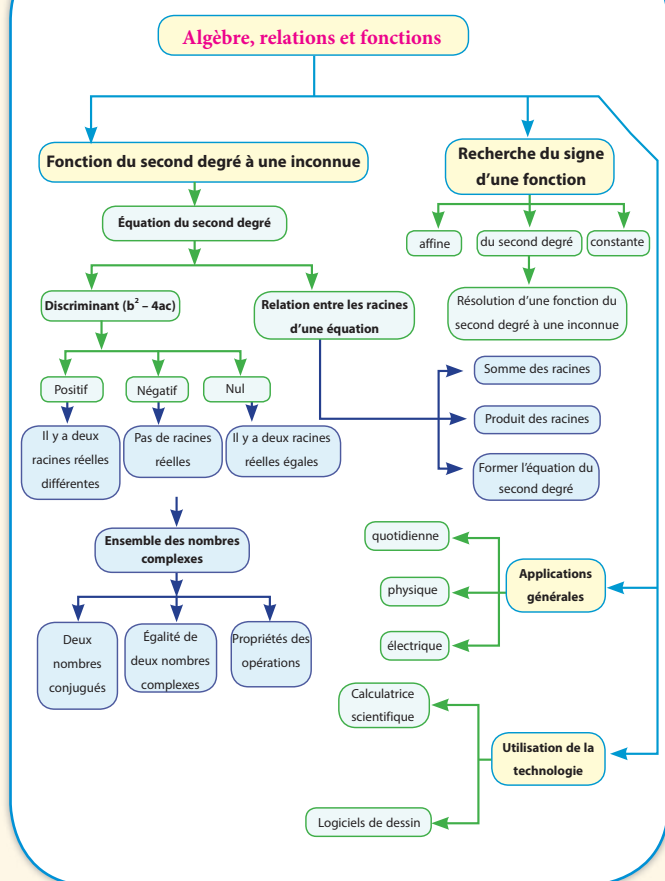 Algèbre, relations et fonctions
Fonction du second degré à une inconnue
Recherche du signe
d'une fonction
Équation du second degré
affine
du second degré
constante
Discriminant (b² – 4ac)
Relation entre les racines
d'une équation
Résolution d'une fonction du
second degré à une inconnue
Positif
Négatif
Nul
Somme des racines
Produit des racines
Former l'équation du
second degré
Il y a deux
racines réelles
différentes
Pas de racines
réelles
Il y a deux racines
réelles égales
Ensemble des nombres
complexes
Deux
nombres
conjugués
Égalité de
deux nombres
complexes
Propriétés des
opérations
quotidienne
physique
électrique
Applications
générales
Calculatrice
scientifique
Utilisation de la
technologie
Logiciels de dessin